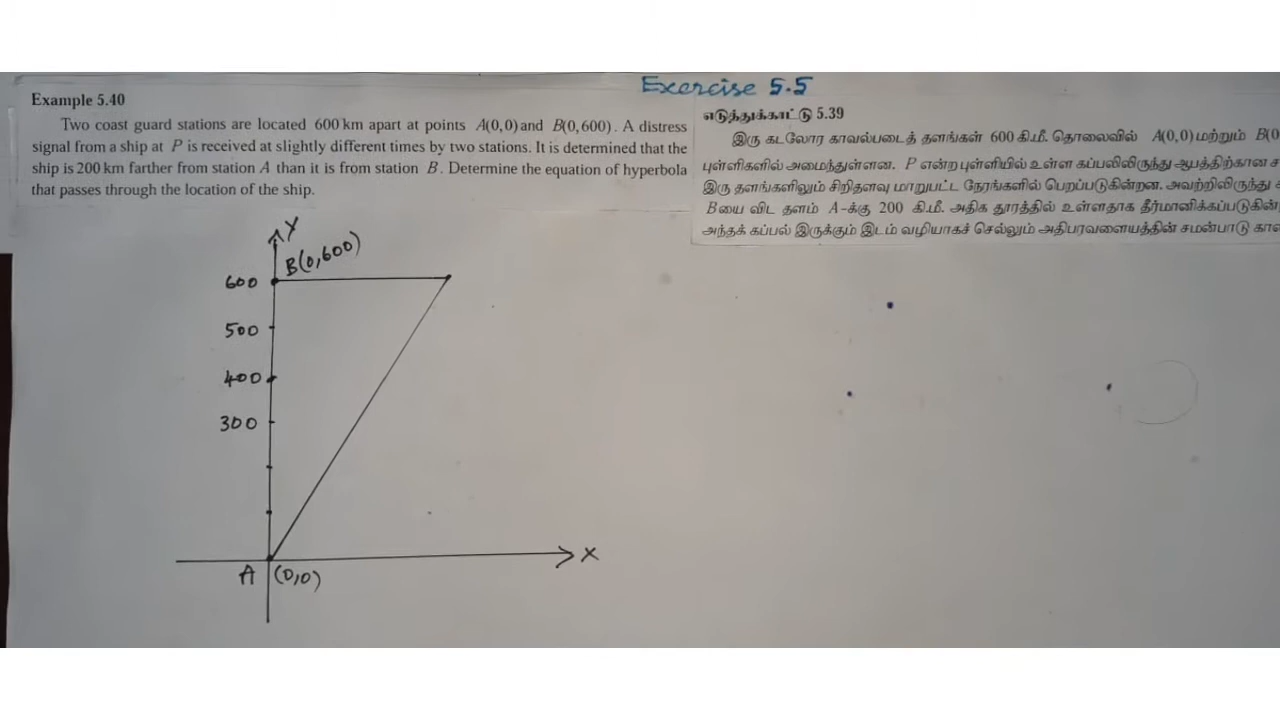 Exercise 5.5
Example 5.40
Two coast guard stations are located 600 km apart at points A(0,0) and B(0,600). A distress
signal from a ship at P is received at slightly different times by two stations. It is determined that the
ship is 200 km farther from station A than it is from station B. Determine the equation of hyperbola
that passes through the location of the ship.
எடுத்துக்காட்டு 5.39
இரு கடலோர காவல்படைத் தளங்கள் 600 கி.மீ. தொலைவில் A(0,0) மற்றும் B(0
புள்ளிகளில் அமைந்துள்ளன. P என்ற புள்ளியில் உள்ள கப்பலிலிருந்து ஆபத்திற்கான ச
இரு தளங்களிலும் சிறிதளவு மாறுபட்ட நேரங்களில் பெறப்படுகின்றன. அவற்றிலிருந்து
Bயை விட தளம் A-க்கு 200 கி.மீ. அதிக தூரத்தில் உள்ளதாக தீர்மானிக்கப்படுகின்
அந்தக் கப்பல் இருக்கும் இடம் வழியாகச் செல்லும் அதிபரவளையத்தின் சமன்பாடு கா
Y
B(0,600)
600
500
400
300
X
A (0,0)